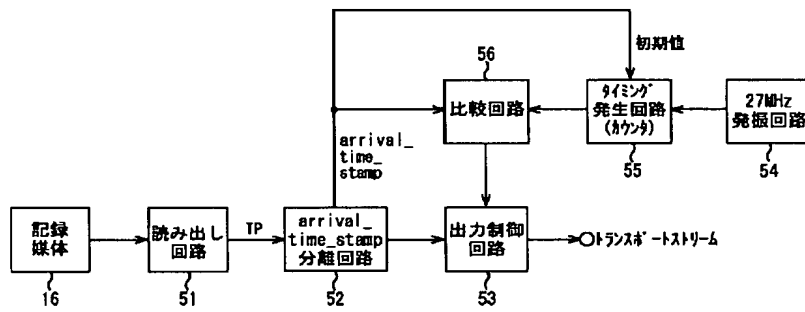 初期値
56
比較回路
ﾀｲﾐﾝｸﾞ
発生回路
(ｶｳﾝﾀ)
27MHz
発振回路
55
54
arrival_
time_
stamp
記録
媒体
読み出し
回路
TP
arrival_
time_stamp
分離回路
出力制御
回路
ﾄﾗﾝｽﾎﾟｰﾄｽﾄﾘｰﾑ
16
51
52
53